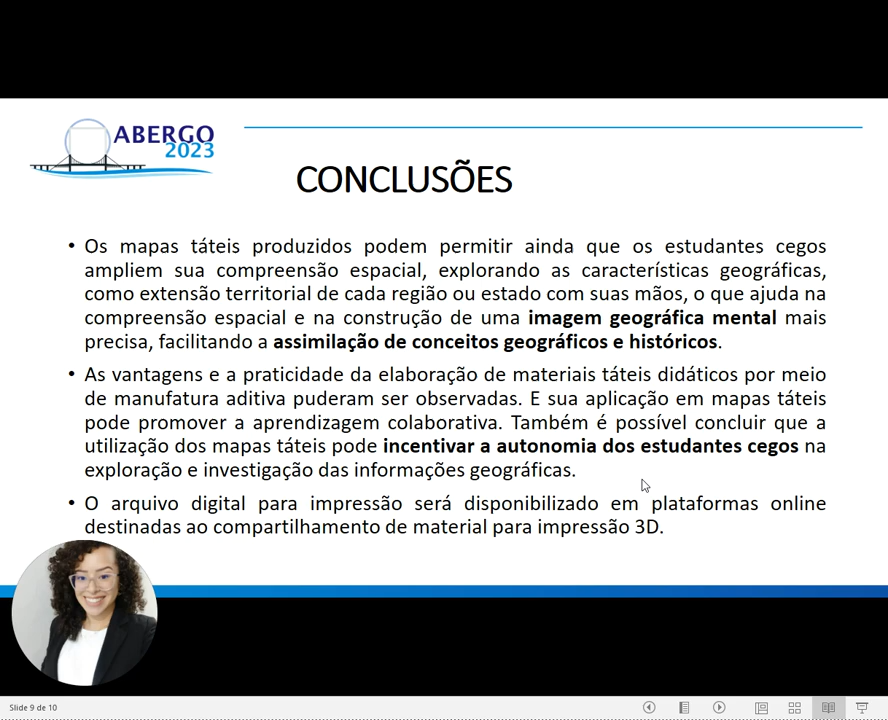 ABERGO
2023
CONCLUSÕES
• Os mapas táteis produzidos podem permitir ainda que os estudantes cegos
ampliem sua compreensão espacial, explorando as características geográficas,
como extensão territorial de cada região ou estado com suas mãos, o que ajuda na
compreensão espacial e na construção de uma imagem geográfica mental mais
precisa, facilitando a assimilação de conceitos geográficos e históricos.
• As vantagens e a praticidade da elaboração de materiais táteis didáticos por meio
de manufatura aditiva puderam ser observadas. E sua aplicação em mapas táteis
pode promover a aprendizagem colaborativa. Também é possível concluir que a
utilização dos mapas táteis pode incentivar a autonomia dos estudantes cegos na
exploração e investigação das informações geográficas.
• O arquivo digital para impressão será disponibilizado em plataformas online
destinadas ao compartilhamento de material para impressão 3D.
Slide 9 de 10